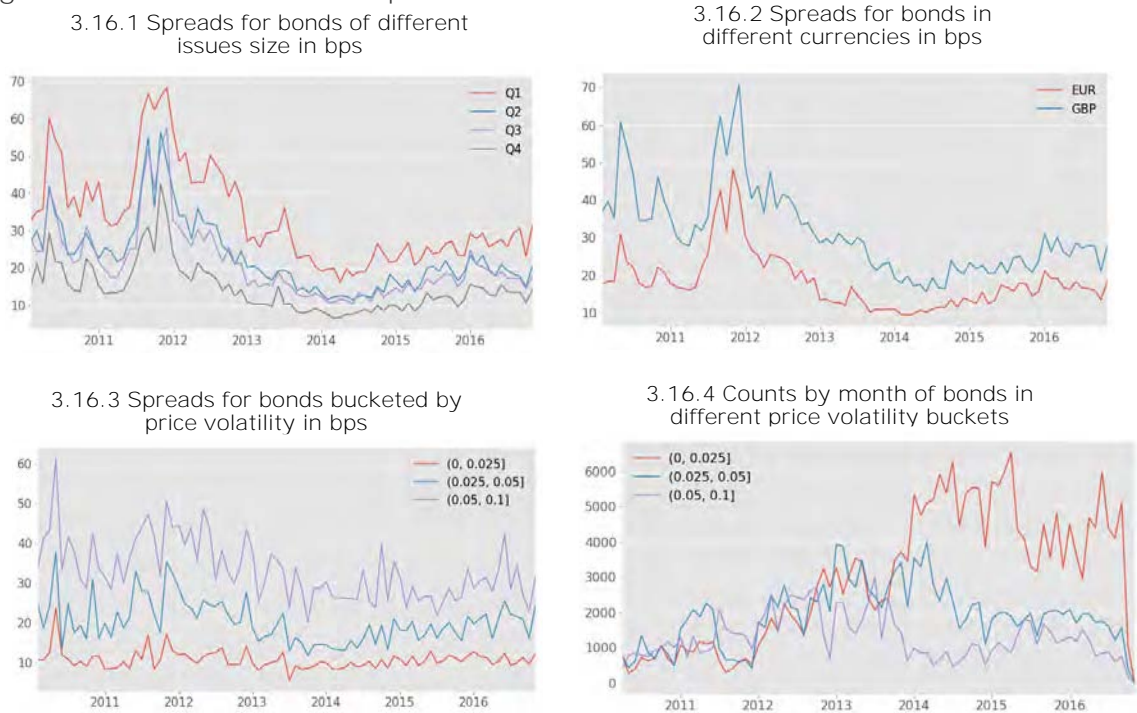 3.16.1 Spreads for bonds of different
issues size in bps
70
60
50
40
30
20
10
Q1
Q2
Q3
Q4
2011 2012 2013 2014 2015 2016
3.16.2 Spreads for bonds in
different currencies in bps
70
60
50
40
30
20
10
EUR
GBP
2011 2012 2013 2014 2015 2016
3.16.3 Spreads for bonds bucketed by
price volatility in bps
60
50
40
30
20
10
(0, 0.025]
(0.025, 0.05]
(0.05, 0.1]
2011 2012 2013 2014 2015 2016
3.16.4 Counts by month of bonds in
different price volatility buckets
6000
5000
4000
3000
2000
1000
0
(0, 0.025]
(0.025, 0.05]
(0.05, 0.1]
2011 2012 2013 2014 2015 2016